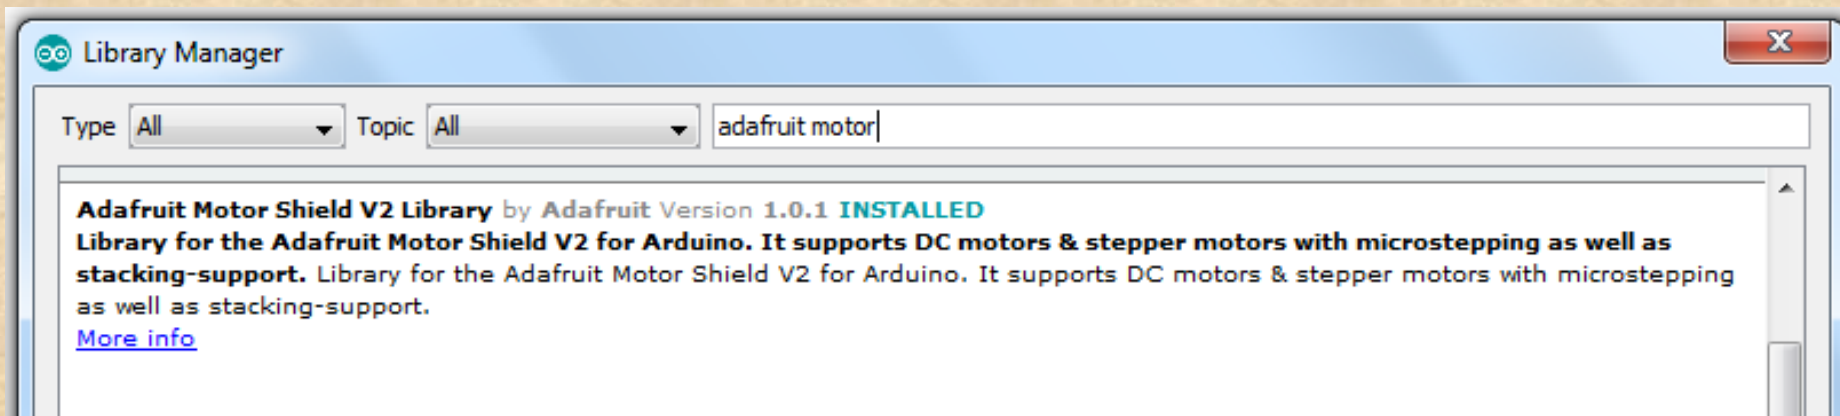 Library Manager
Type All Topic All adafruit motor
Adafruit Motor Shield V2 Library by Adafruit Version 1.0.1 INSTALLED
Library for the Adafruit Motor Shield V2 for Arduino. It supports DC motors & stepper motors with microstepping as well as
stacking-support. Library for the Adafruit Motor Shield V2 for Arduino. It supports DC motors & stepper motors with microstepping
as well as stacking-support.
More info